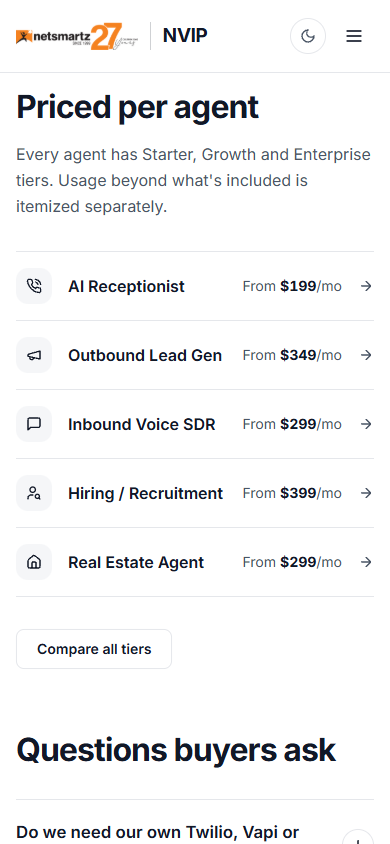 netsmartz 27
SINCE 1999
Years
NVIP
Priced per agent
Every agent has Starter, Growth and Enterprise
tiers. Usage beyond what's included is
itemized separately.
AI Receptionist From $199/mo
Outbound Lead Gen From $349/mo
Inbound Voice SDR From $299/mo
Hiring / Recruitment From $399/mo
Real Estate Agent From $299/mo
Compare all tiers
Questions buyers ask
Do we need our own Twilio, Vapi or